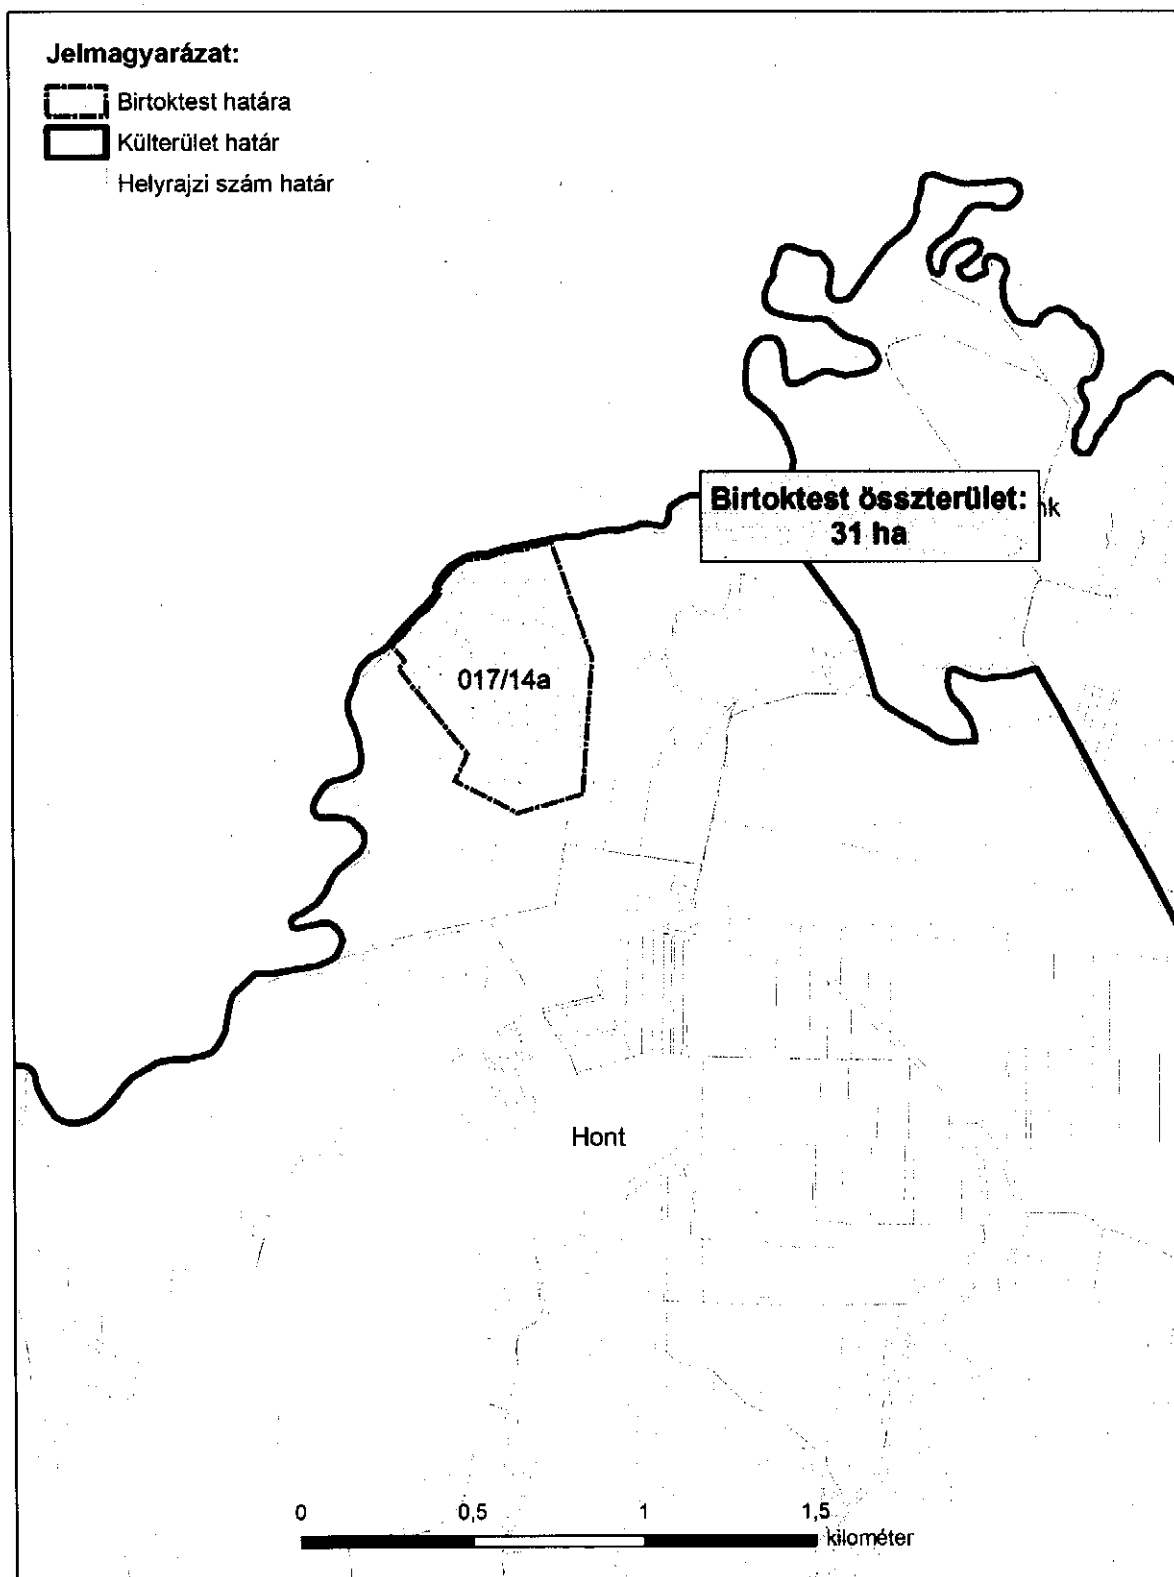 Jelmagyarázat:
Birtoktest határa
Külterület határ
Helyrajzi szám határ
Birtoktest összterület:
31 ha
nk
017/14a
Hont
0 0,5 1 1,5
kilométer